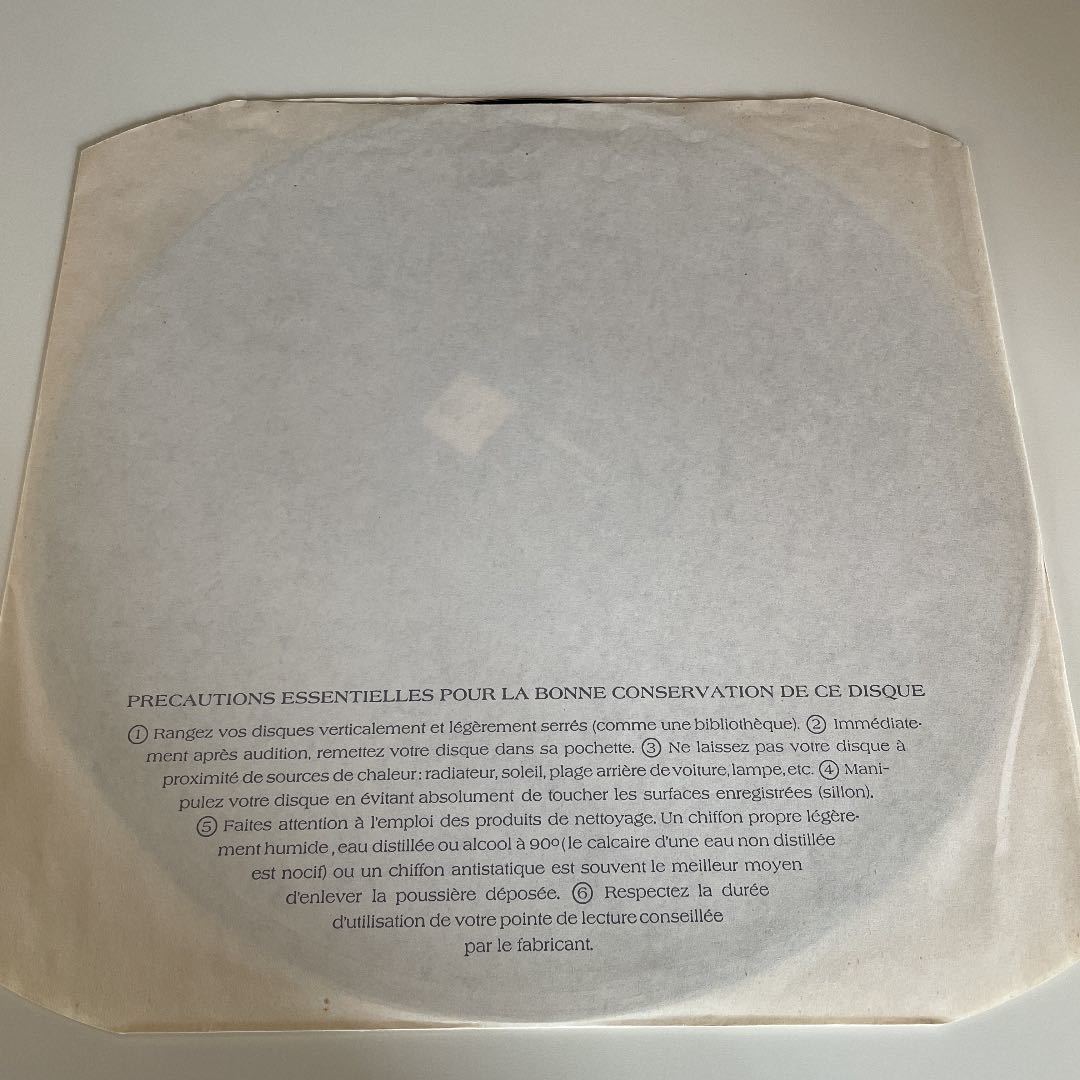 PRECAUTIONS ESSENTIELLES POUR LA BONNE CONSERVATION DE CE DISQUE
① Rangez vos disques verticalement et légèrement serrés (comme une bibliothèque). ② Immédiate-
ment après audition, remettez votre disque dans sa pochette. ③ Ne laissez pas votre disque à
proximité de sources de chaleur: radiateur, soleil, plage arrière de voiture, lampe, etc. ④ Mani-
pulez votre disque en évitant absolument de toucher les surfaces enregistrées (sillon).
⑤ Faites attention à l'emploi des produits de nettoyage. Un chiffon propre légère-
ment humide, eau distillée ou alcool à 90° (le calcaire d'une eau non distillée
est nocif) ou un chiffon antistatique est souvent le meilleur moyen
d'enlever la poussière déposée. ⑥ Respectez la durée
d'utilisation de votre pointe de lecture conseillée
par le fabricant.